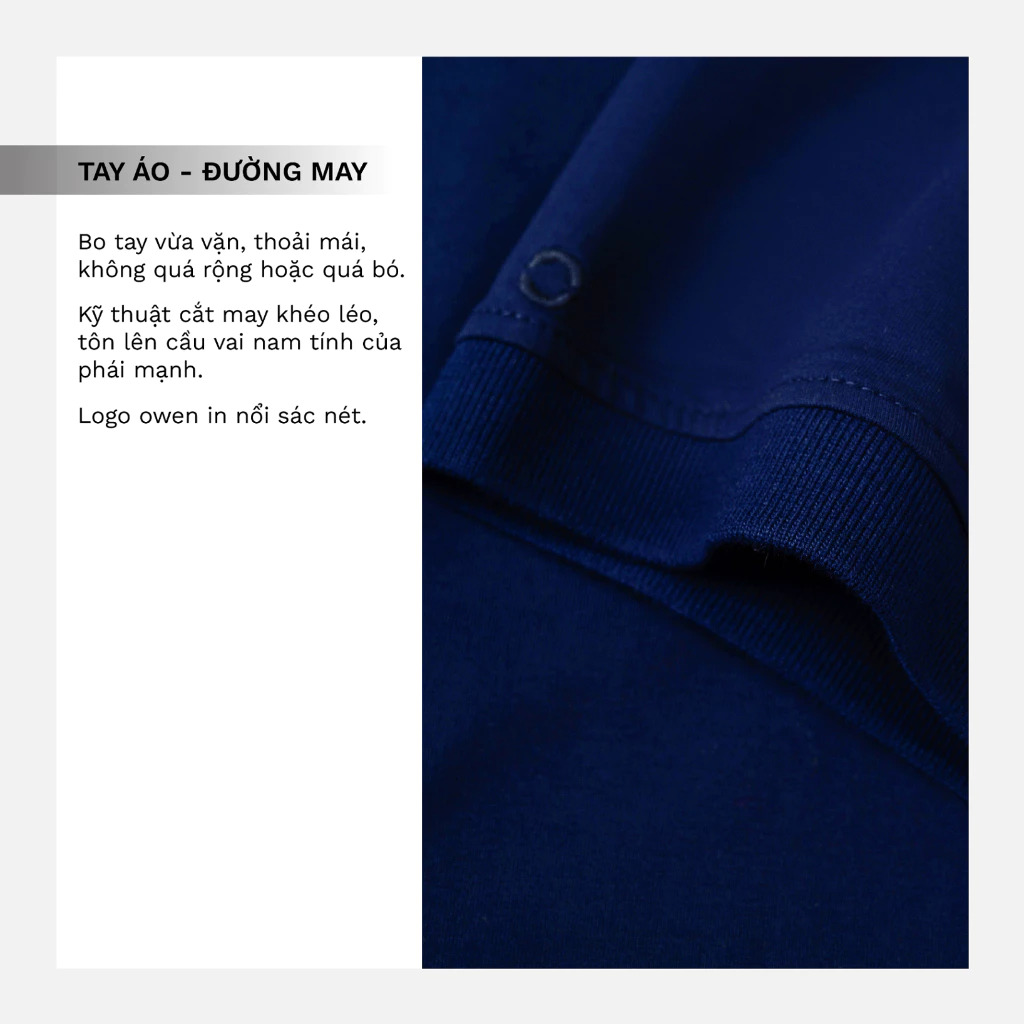 TAY ÁO - ĐƯỜNG MAY
Bo tay vừa vặn, thoải mái,
không quá rộng hoặc quá bó.
Kỹ thuật cắt may khéo léo,
tôn lên cầu vai nam tính của
phái mạnh.
Logo owen in nổi sác nét.